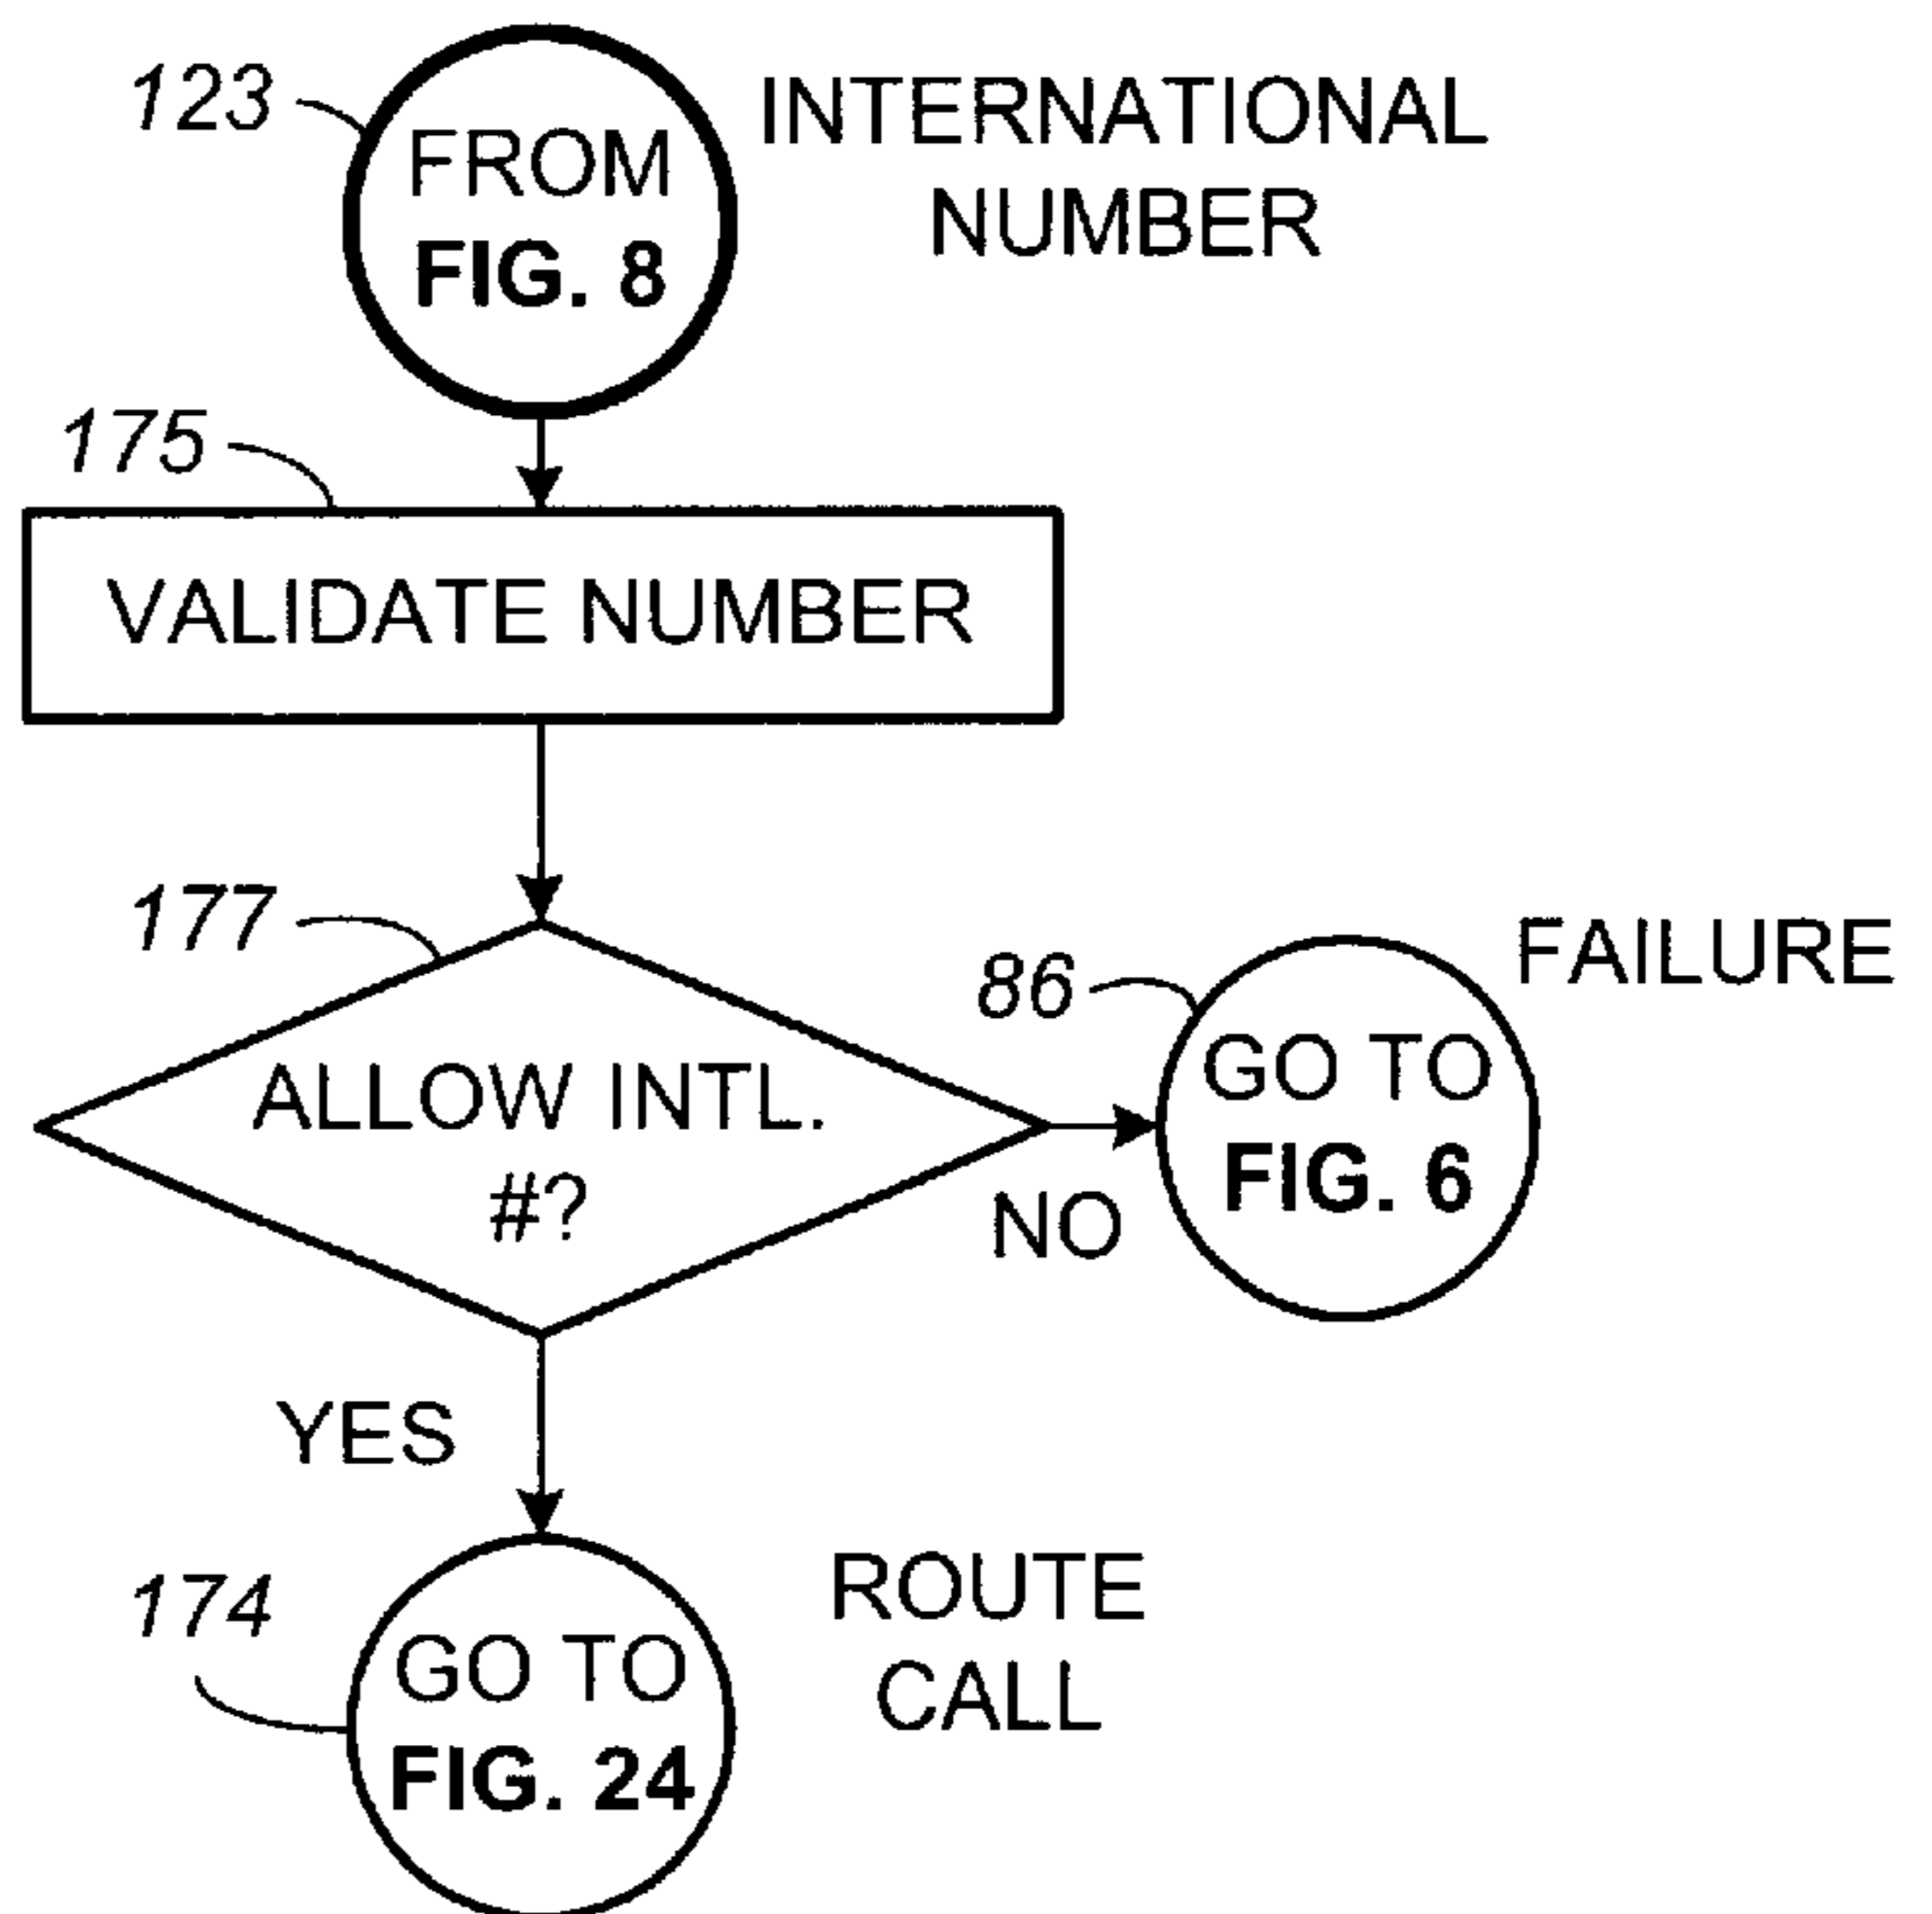 123
FROM
FIG. 8
INTERNATIONAL
NUMBER
175
VALIDATE NUMBER
177
ALLOW INTL.
#?
86
FAILURE
GO TO
FIG. 6
NO
YES
174
GO TO
FIG. 24
ROUTE
CALL